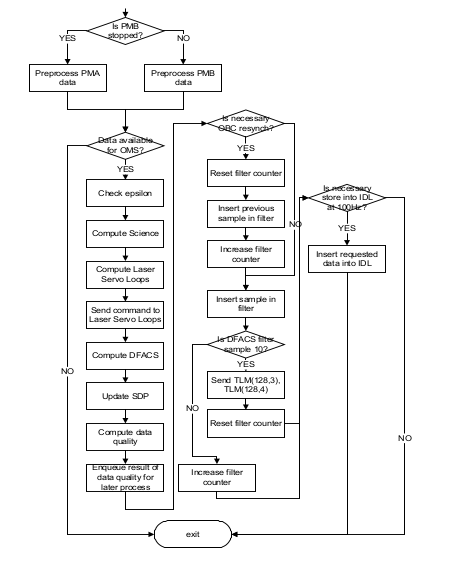 Is PMB
stopped?
YES
NO
Preprocess PMA
data
Preprocess PMB
data
Data available
for OMS?
YES
NO
Check epsilon
Compute Science
Compute Laser
Servo Loops
Send command to
Laser Servo Loops
Compute DFACS
Update SDP
Compute data
quality
Enqueue result of
data quality for
later process
Is necessary
OBC resynch?
YES
NO
Reset filter counter
Insert previous
sample in filter
Increase filter
counter
Insert sample in
filter
Is DFACS filter
sample 10?
YES
NO
Send TLM(128,3),
TLM(128,4)
Reset filter counter
Increase filter
counter
Is necessary
store into IDL
at 100Hz?
YES
NO
Insert requested
data into IDL
exit